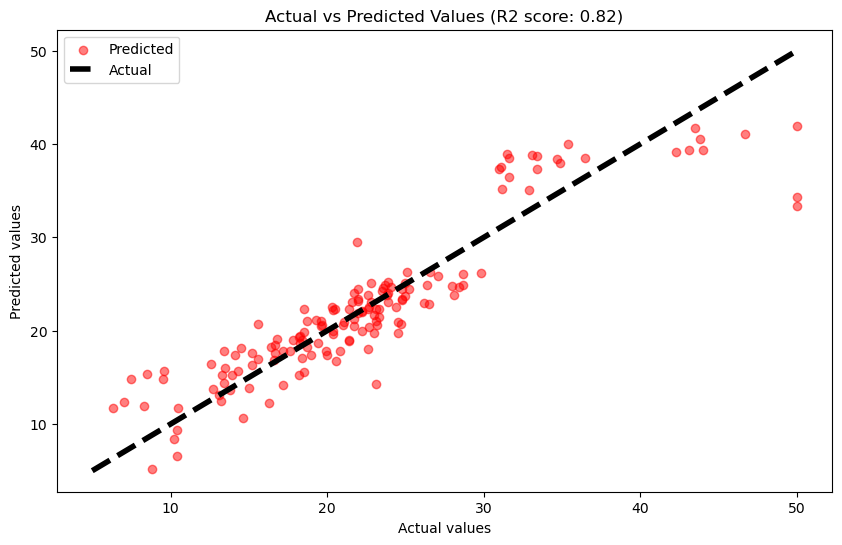 Actual vs Predicted Values (R2 score: 0.82)
Predicted
Actual
50
40
30
20
10
Predicted values
10
20
30
40
50
Actual values